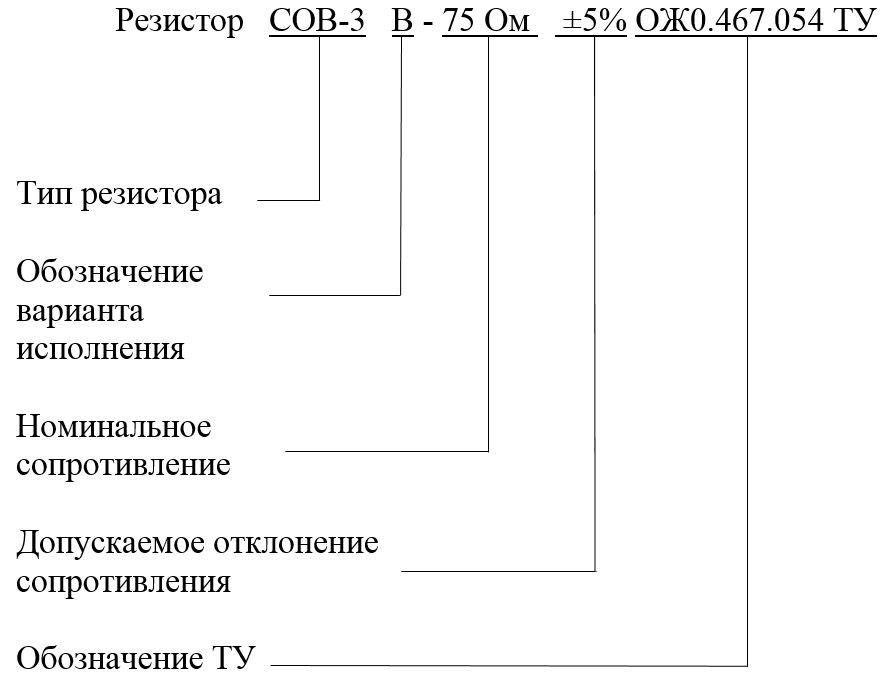 Резистор СОВ-3 В - 75 Ом ±5% ОЖ0.467.054 ТУ
Тип резистора
Обозначение
варианта
исполнения
Номинальное
сопротивление
Допускаемое отклонение
сопротивления
Обозначение ТУ